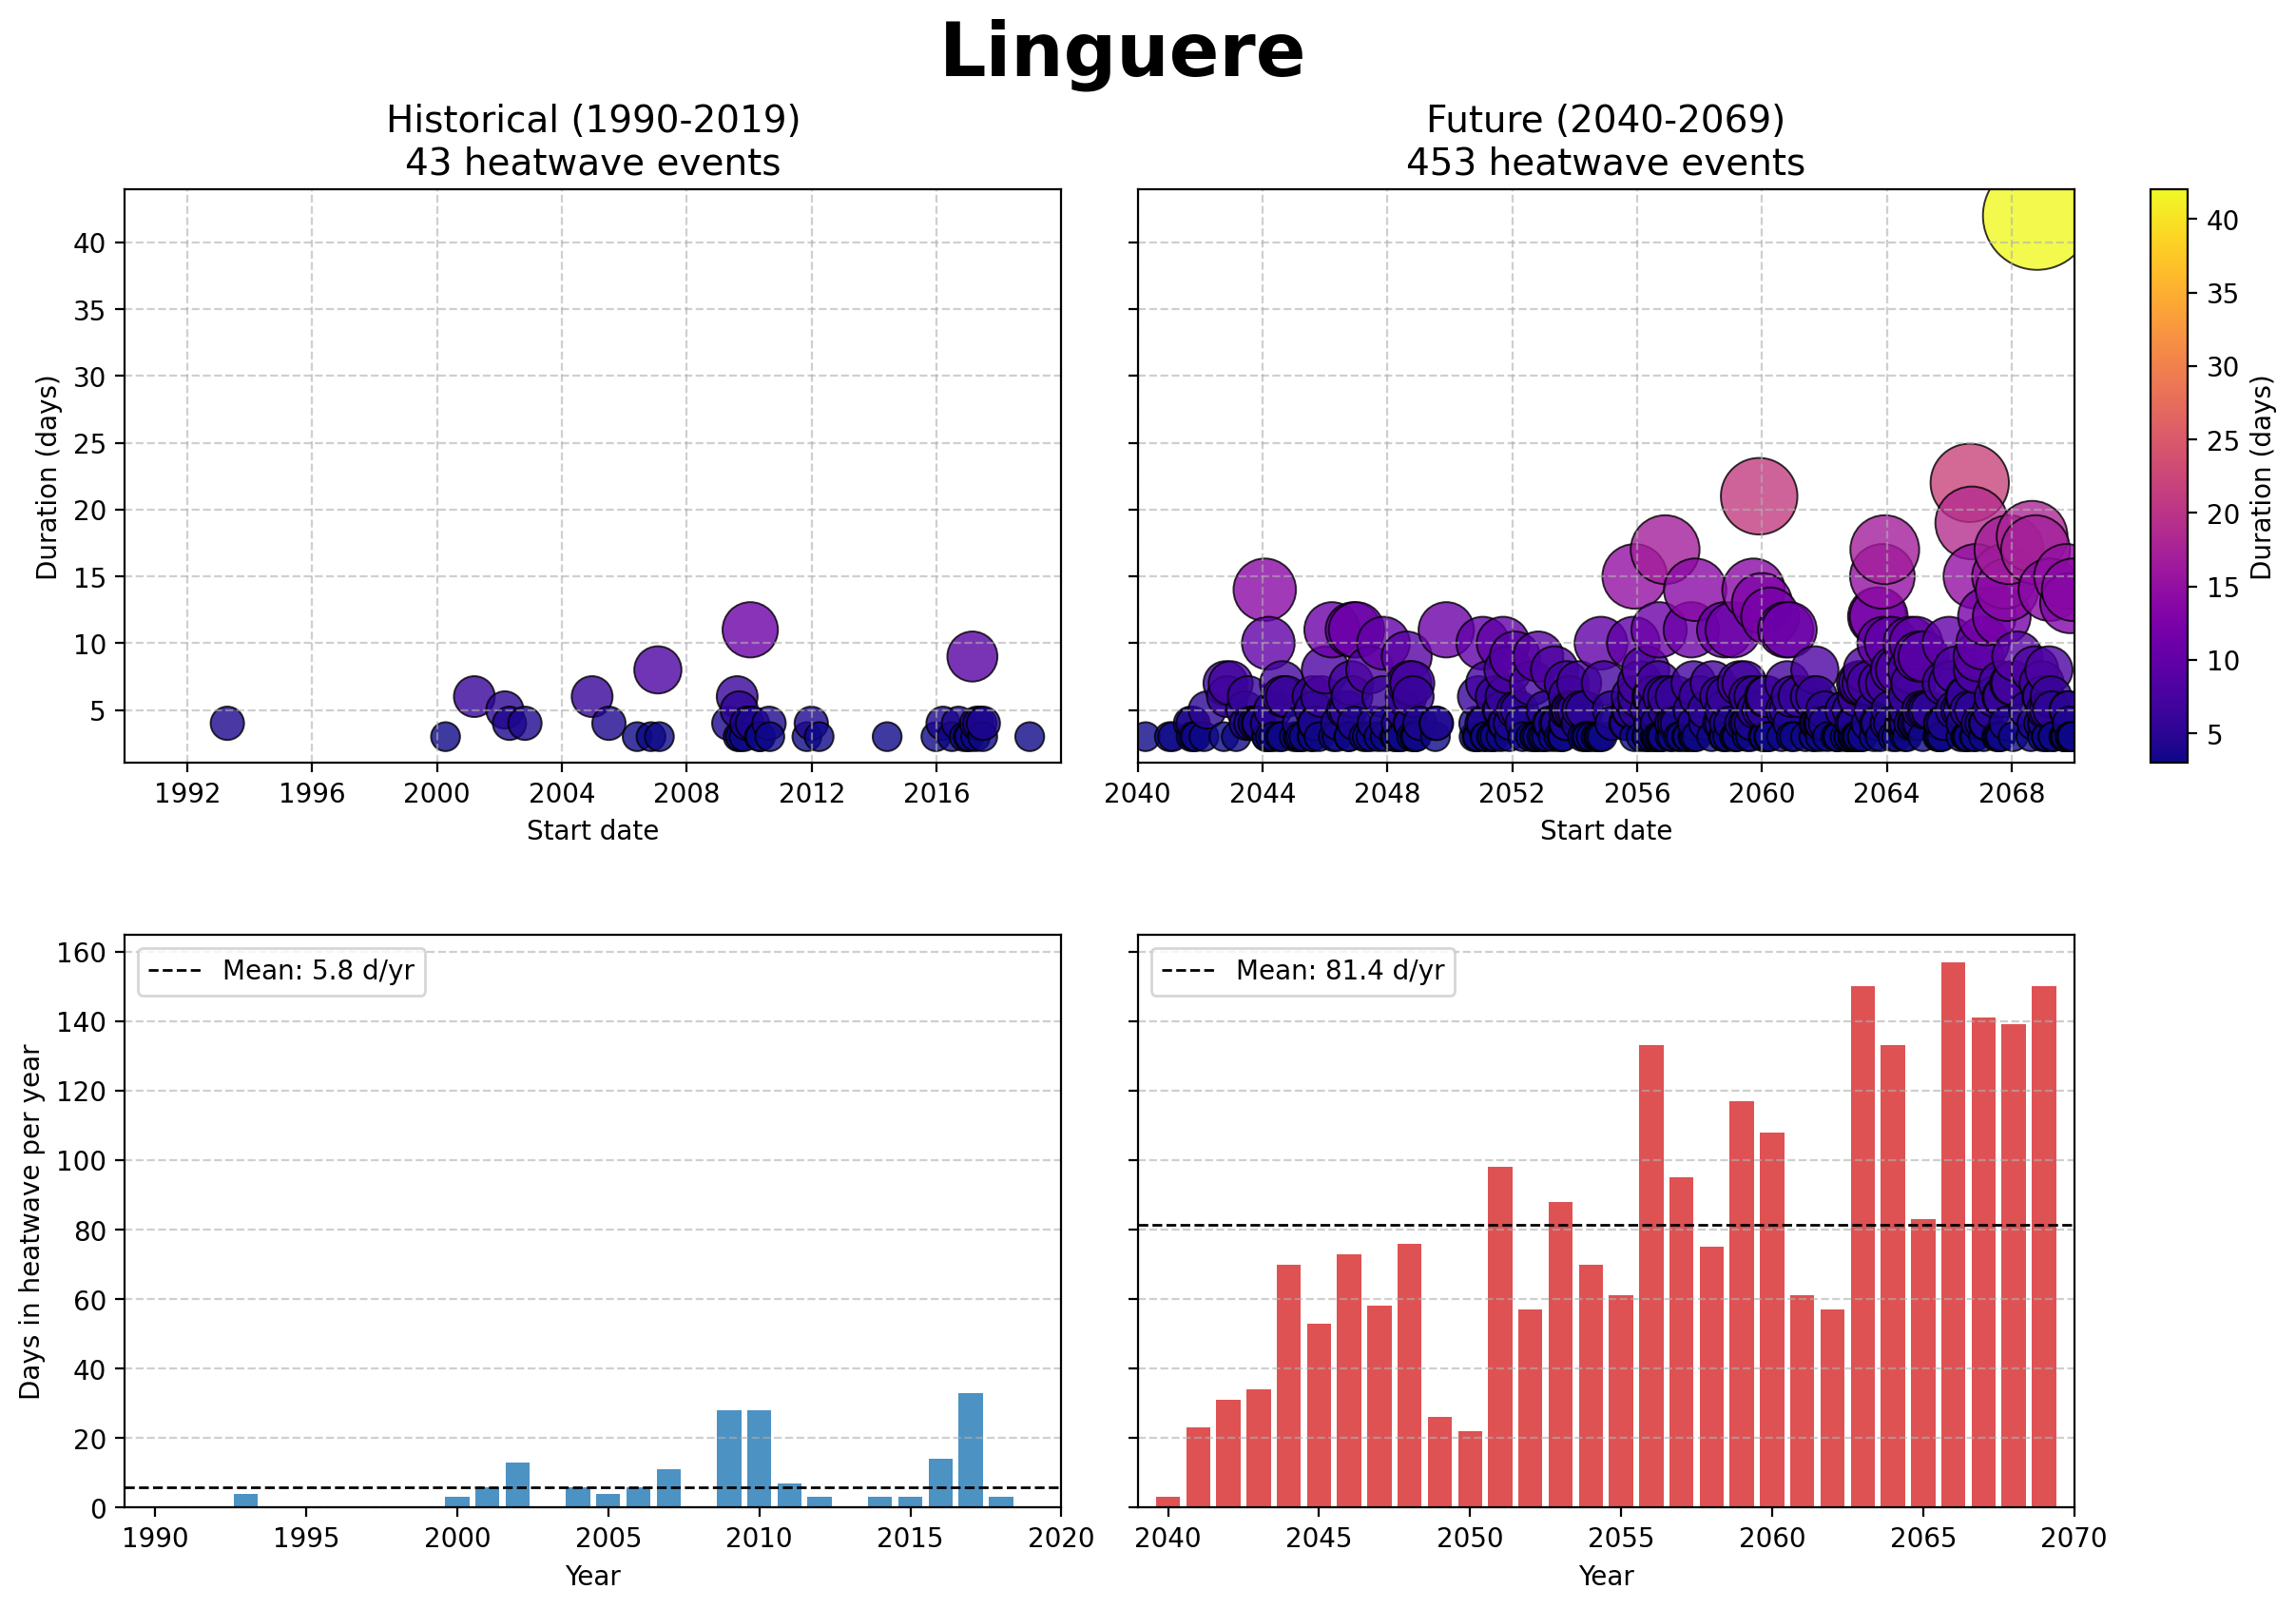 Linguere
Historical (1990-2019)
43 heatwave events
Future (2040-2069)
453 heatwave events
40
35
30
25
20
15
10
5
Duration (days)
1992 1996 2000 2004 2008 2012 2016
Start date
2040 2044 2048 2052 2056 2060 2064 2068
Start date
40
35
30
25
20
15
10
5
Duration (days)
160
140
120
100
80
60
40
20
0
Days in heatwave per year
Mean: 5.8 d/yr
1990 1995 2000 2005 2010 2015 2020
Year
Mean: 81.4 d/yr
2040 2045 2050 2055 2060 2065 2070
Year